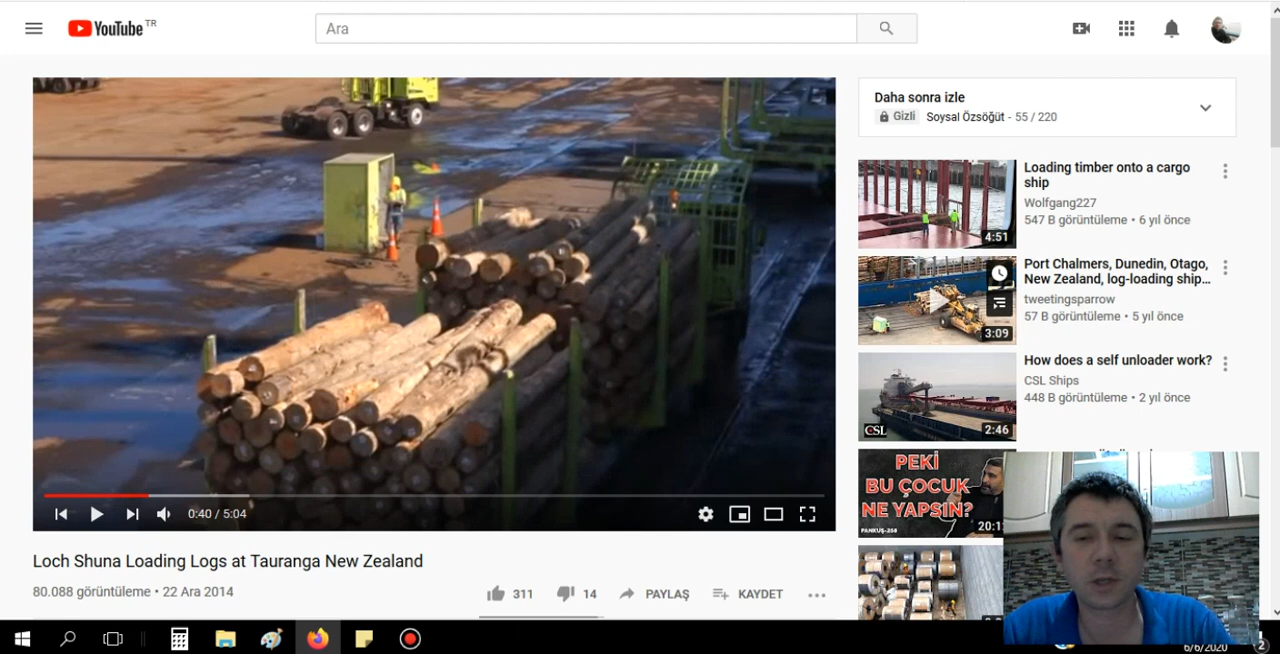 YouTube TR
Ara
Daha sonra izle
Gizli Soysal Özsöğüt - 55 / 220
Loading timber onto a cargo
ship
Wolfgang227
547 B görüntüleme • 6 yıl önce
4:51
Port Chalmers, Dunedin, Otago,
New Zealand, log-loading ship...
tweetingsparrow
57 B görüntüleme • 5 yıl önce
3:09
How does a self unloader work?
CSL Ships
448 B görüntüleme • 2 yıl önce
CSL
2:46
PEKİ
BU ÇOCUK
NE YAPSIN?
PANKUŞ-258
20:1
0:40 / 5:04
Loch Shuna Loading Logs at Tauranga New Zealand
80.088 görüntüleme • 22 Ara 2014
311 14 PAYLAŞ KAYDET
6/6/2020
2